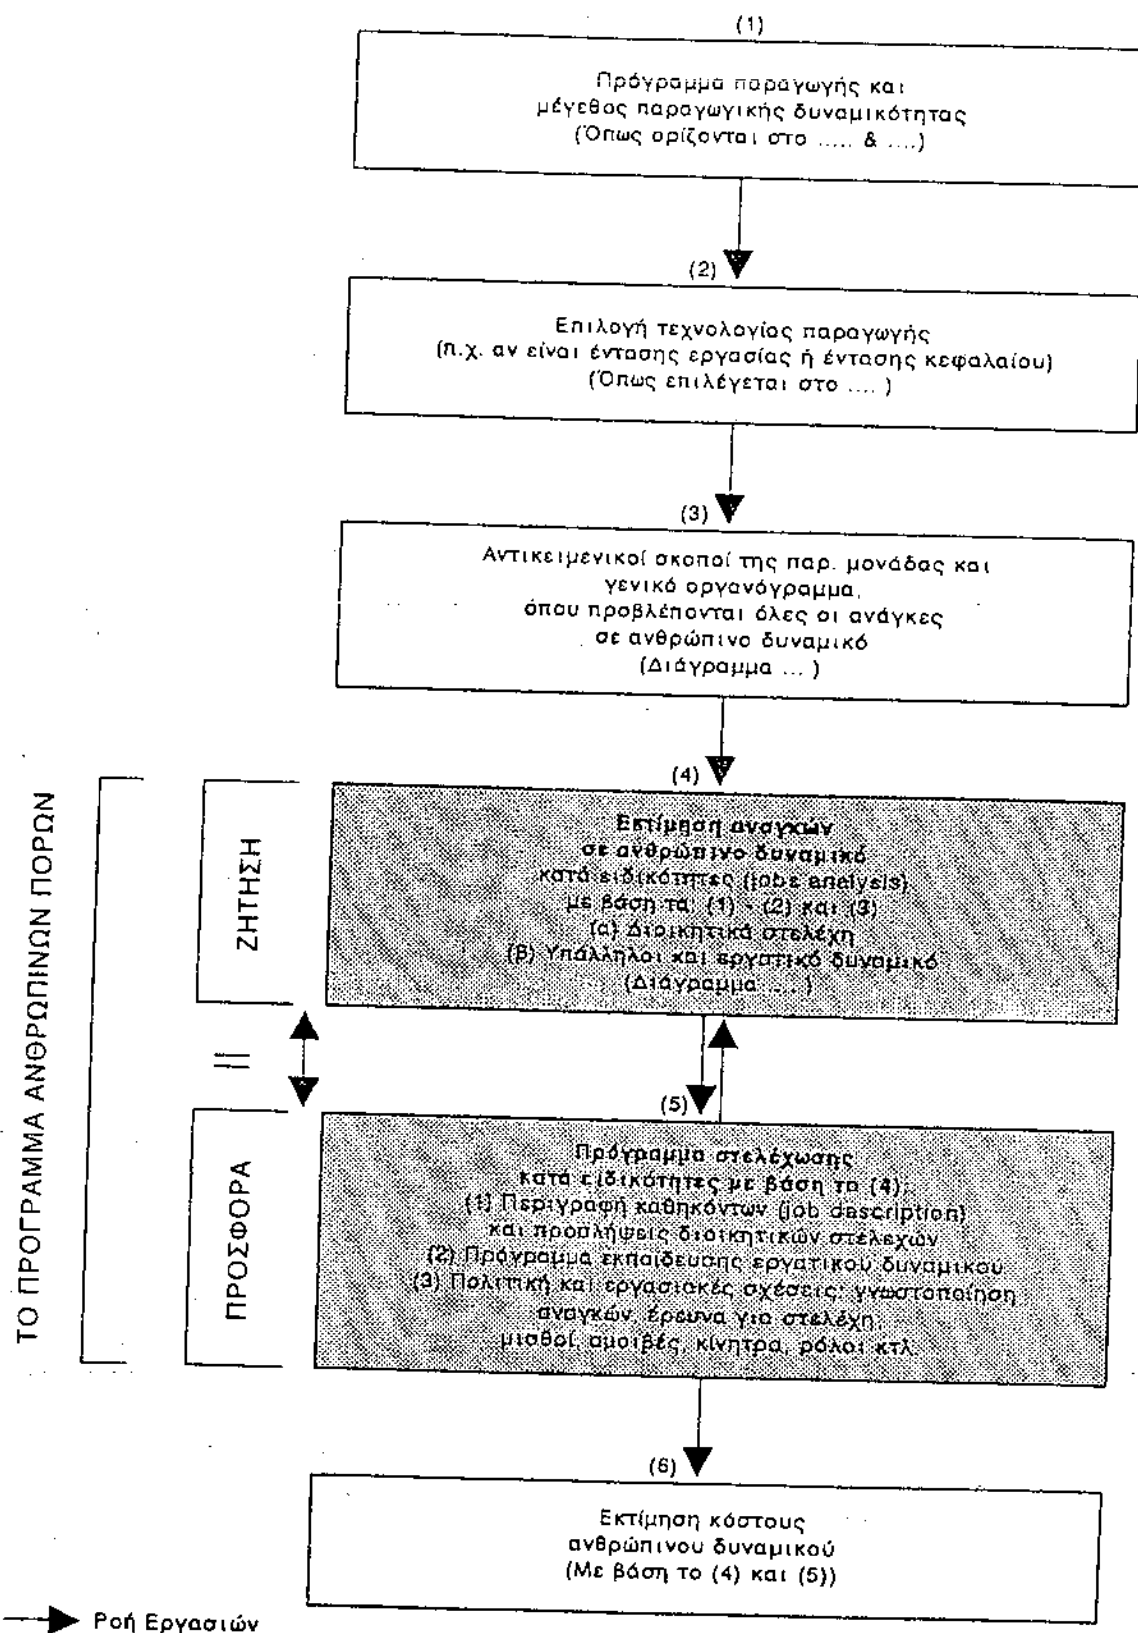 (1)
Πρόγραμμα παραγωγής και
μέγεθος παραγωγικής δυναμικότητας
(Όπως ορίζονται στο ..... & ....)
(2)
Επιλογή τεχνολογίας παραγωγής
(π.χ. αν είναι έντασης εργασίας ή έντασης κεφαλαίου)
(Όπως επιλέγεται στο .... )
(3)
Αντικειμενικοί σκοποί της παρ. μονάδας και
γενικό οργανόγραμμα,
όπου προβλέπονται όλες οι ανάγκες
σε ανθρώπινο δυναμικό
(Διάγραμμα ... )
ΤΟ ΠΡΟΓΡΑΜΜΑ ΑΝΘΡΩΠΙΝΩΝ ΠΟΡΩΝ
ΖΗΤΗΣΗ
(4)
Εκτίμηση αναγκών
σε ανθρώπινο δυναμικό
κατά ειδικότητες (jobs analysis)
με βάση τα: (1) - (2) και (3)
(α) Διοικητικά στελέχη
(β) Υπάλληλοι και εργατικό δυναμικό
(Διάγραμμα .... )
=
ΠΡΟΣΦΟΡΑ
(5)
Πρόγραμμα στελέχωσης
κατά ειδικότητες με βάση το (4):
(1) Περιγραφή καθηκόντων (job description)
και προσλήψεις διοικητικών στελεχών
(2) Πρόγραμμα εκπαίδευσης εργατικού δυναμικού
(3) Πολιτική και εργασιακές σχέσεις: γνωστοποίηση
αναγκών, έρευνα για στελέχη,
μισθοί, αμοιβές, κίνητρα, ρόλοι κτλ.
(6)
Εκτίμηση κόστους
ανθρώπινου δυναμικού
(Με βάση το (4) και (5))
Ροή Εργασιών